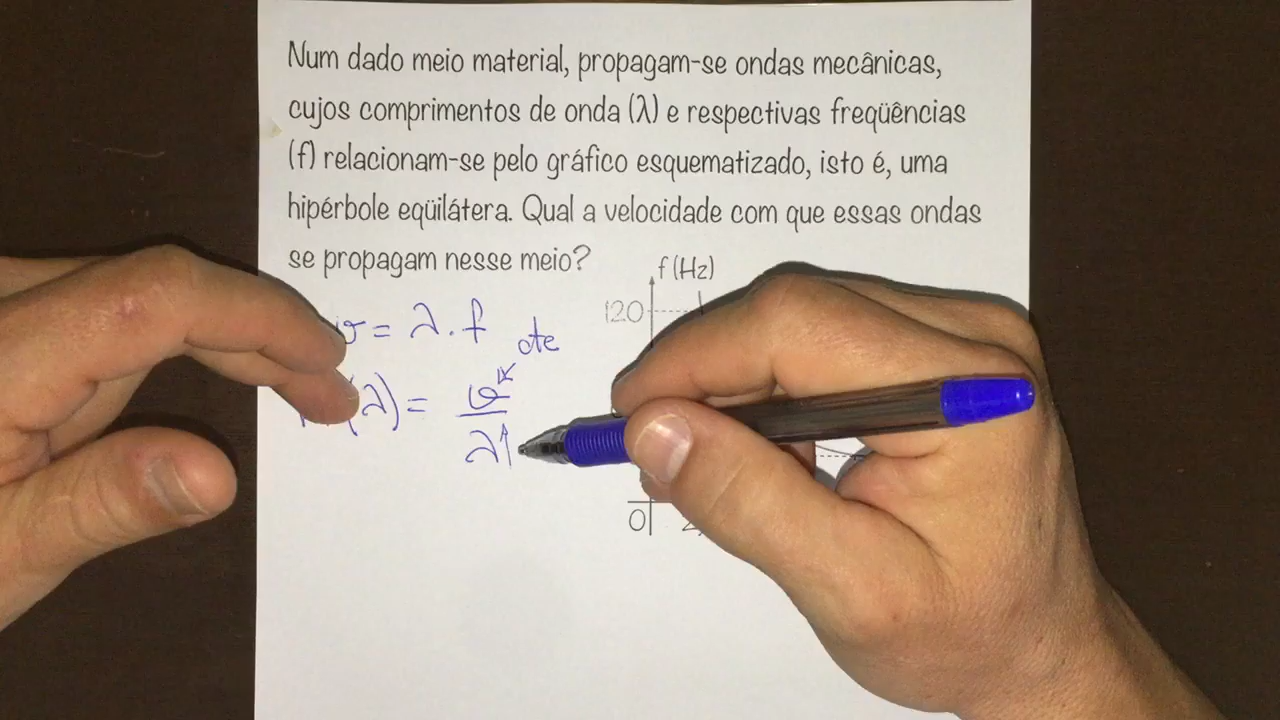 Num dado meio material, propagam-se ondas mecânicas,
cujos comprimentos de onda (λ) e respectivas freqüências
(f) relacionam-se pelo gráfico esquematizado, isto é, uma
hipérbole eqüilátera. Qual a velocidade com que essas ondas
se propagam nesse meio?
f (Hz)
120
v = λ . f
cte
(λ) = v
λ↑
0